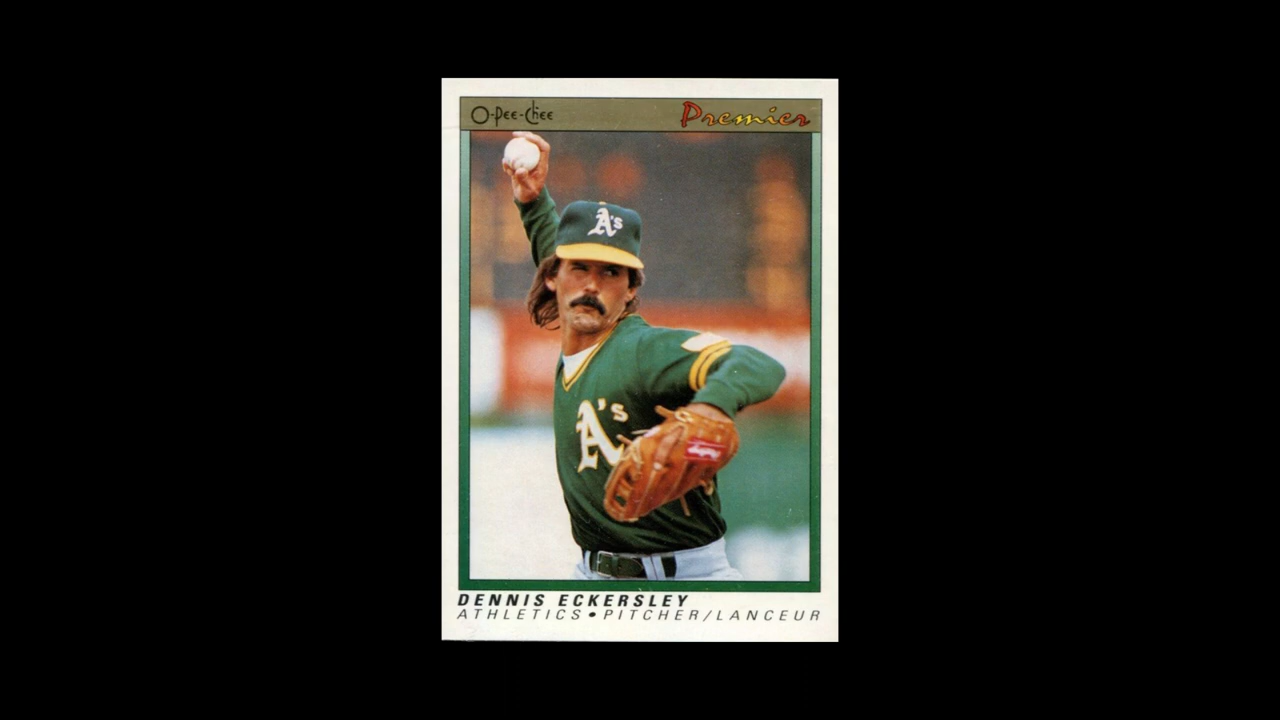 O-Pee-Chee Premier
A's
A's
DENNIS ECKERSLEY
ATHLETICS•PITCHER/LANCEUR